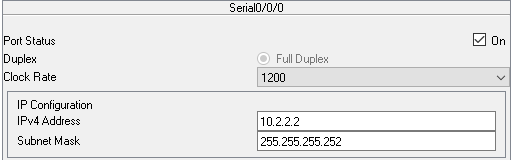 Serial0/0/0
Port Status On
Duplex Full Duplex
Clock Rate 1200
IP Configuration
IPv4 Address 10.2.2.2
Subnet Mask 255.255.255.252